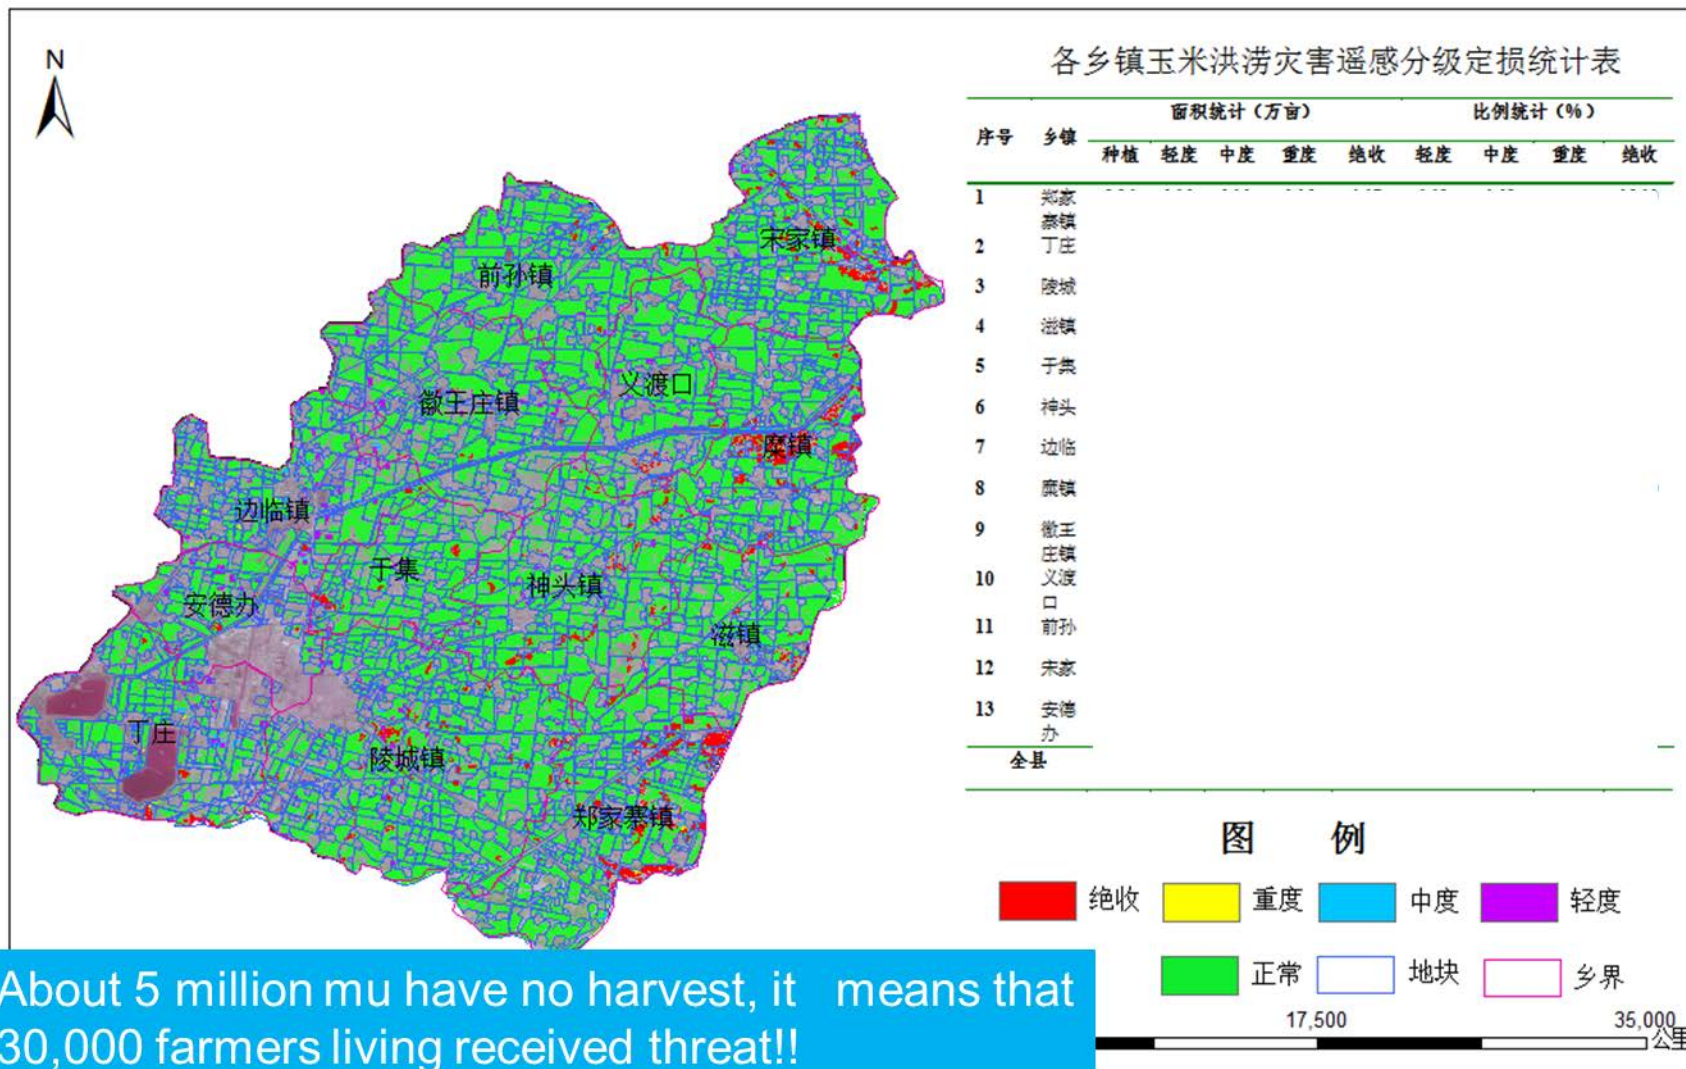 N
各乡镇玉米洪涝灾害遥感分级定损统计表
序号 乡镇 面积统计（万亩） 比例统计（%）
种植 轻度 中度 重度 绝收 轻度 中度 重度 绝收
1 郑家
寨镇
2 丁庄
3 陵城
4 滋镇
5 于集
6 神头
7 边临
8 糜镇
9 徽王
庄镇
10 义渡
口
11 前孙
12 宋家
13 安德
办
全县
宋家镇
前孙镇
义渡口
徽王庄镇
糜镇
边临镇
于集
神头镇
安德办
滋镇
丁庄
陵城镇
郑家寨镇
图 例
绝收 重度 中度 轻度
正常 地块 乡界
17,500 35,000
公里
About 5 million mu have no harvest, it means that
30,000 farmers living received threat!!